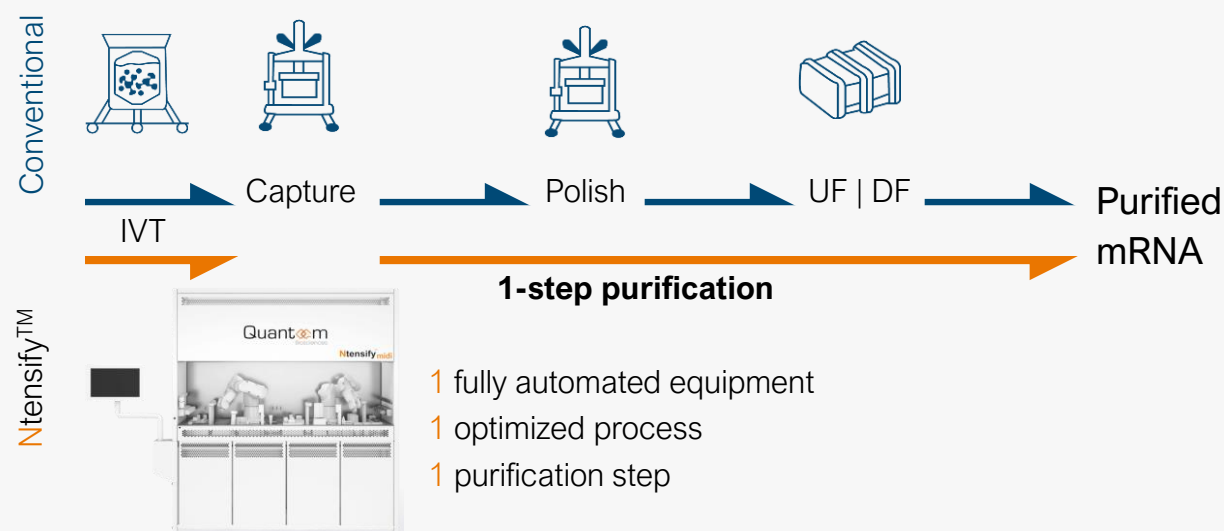 Conventional
Capture
Polish
UF | DF
IVT
Purified
mRNA
1-step purification
Ntensify™
Quantoom
Biosciences
Ntensify midi
1 fully automated equipment
1 optimized process
1 purification step